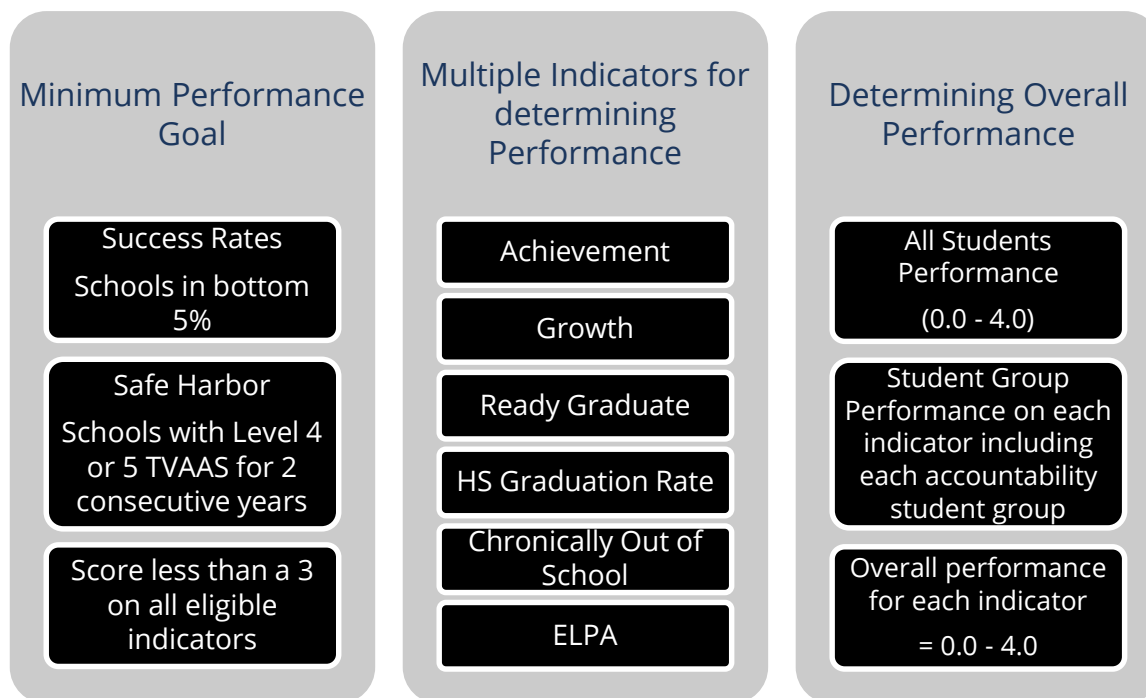 Minimum Performance
Goal
Success Rates
Schools in bottom
5%
Safe Harbor
Schools with Level 4
or 5 TVAAS for 2
consecutive years
Score less than a 3
on all eligible
indicators
Multiple Indicators for
determining
Performance
Achievement
Growth
Ready Graduate
HS Graduation Rate
Chronically Out of
School
ELPA
Determining Overall
Performance
All Students
Performance
(0.0 - 4.0)
Student Group
Performance on each
indicator including
each accountability
student group
Overall performance
for each indicator
= 0.0 - 4.0